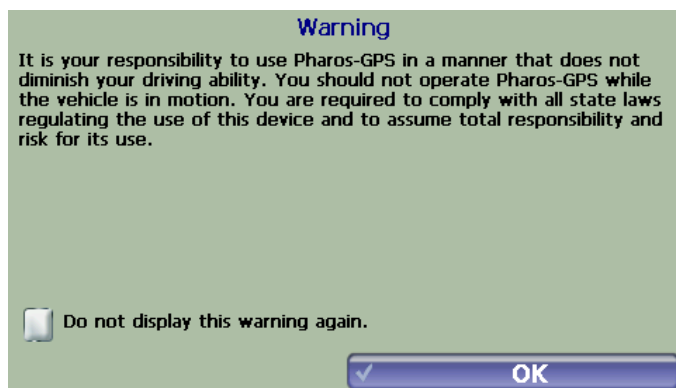 Warning
It is your responsibility to use Pharos-GPS in a manner that does not
diminish your driving ability. You should not operate Pharos-GPS while
the vehicle is in motion. You are required to comply with all state laws
regulating the use of this device and to assume total responsibility and
risk for its use.
Do not display this warning again.
OK